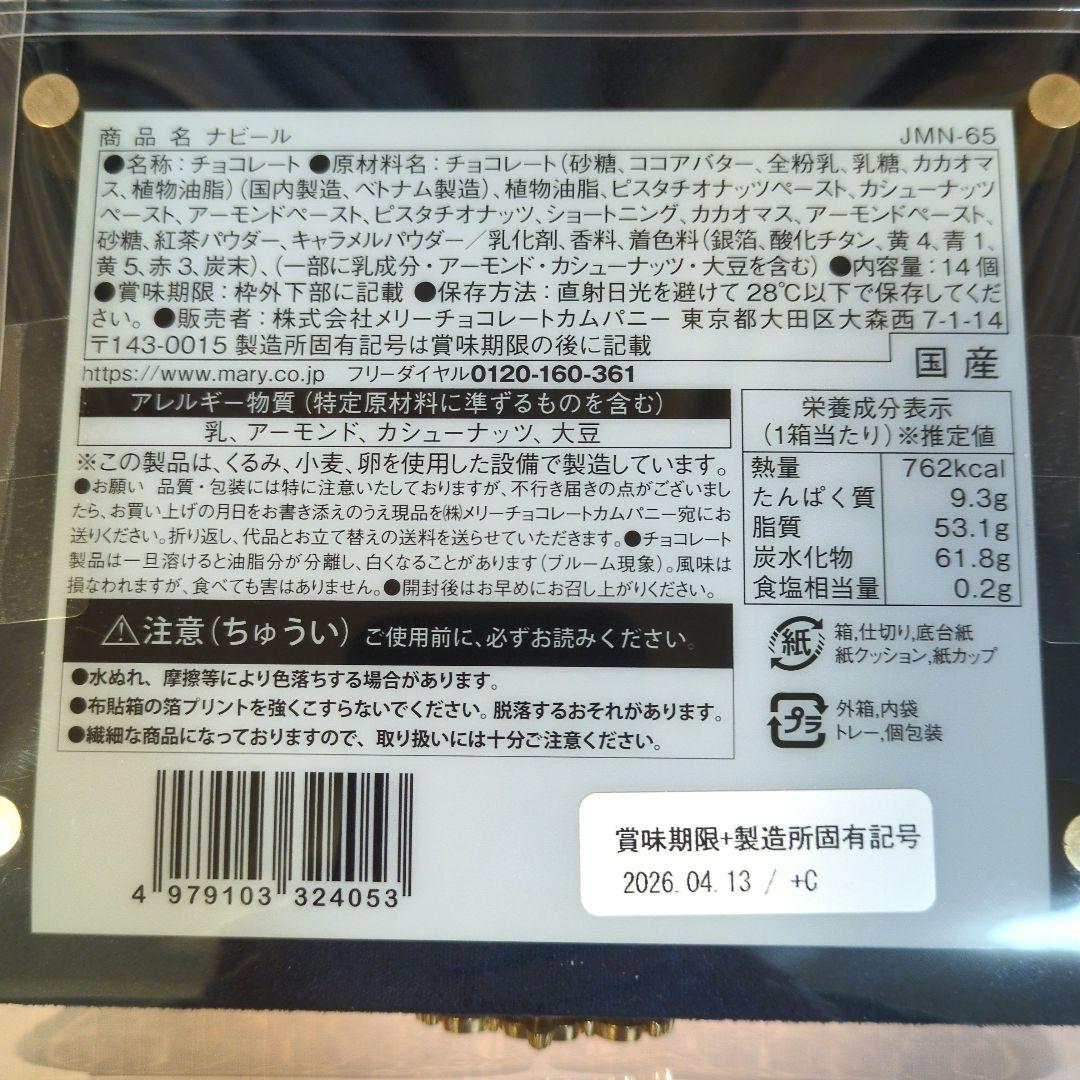 商品名 ナビール
JMN-65
●名称：チョコレート ●原材料名：チョコレート（砂糖、ココアバター、全粉乳、乳糖、カカオマ
ス、植物油脂）（国内製造、ベトナム製造）、植物油脂、ピスタチオナッツペースト、カシューナッツ
ペースト、アーモンドペースト、ピスタチオナッツ、ショートニング、カカオマス、アーモンドペースト、
砂糖、紅茶パウダー、キャラメルパウダー／乳化剤、香料、着色料（銀箔、酸化チタン、黄4、青1、
黄5、赤3、炭末）、（一部に乳成分・アーモンド・カシューナッツ・大豆を含む） ●内容量：14個
●賞味期限：枠外下部に記載 ●保存方法：直射日光を避けて28℃以下で保存してくだ
さい。 ●販売者：株式会社メリーチョコレートカムパニー 東京都大田区大森西7-1-14
〒143-0015 製造所固有記号は賞味期限の後に記載
国産
https://www.mary.co.jp フリーダイヤル0120-160-361
アレルギー物質（特定原材料に準ずるものを含む）
乳、アーモンド、カシューナッツ、大豆
※この製品は、くるみ、小麦、卵を使用した設備で製造しています。
●お願い 品質・包装には特に注意いたしておりますが、不行き届きの点がございまし
たら、お買い上げの月日をお書き添えのうえ現品を㈱メリーチョコレートカムパニー宛にお
送りください。折り返し、代品とお立て替えの送料を送らせていただきます。●チョコレート
製品は一旦溶けると油脂分が分離し、白くなることがあります（ブルーム現象）。風味は
損なわれますが、食べても害はありません。●開封後はお早めにお召し上がりください。
栄養成分表示
（1箱当たり）※推定値
熱量 762kcal
たんぱく質 9.3g
脂質 53.1g
炭水化物 61.8g
食塩相当量 0.2g
⚠注意（ちゅうい） ご使用前に、必ずお読みください。
●水ぬれ、摩擦等により色落ちする場合があります。
●布貼箱の箔プリントを強くこすらないでください。脱落するおそれがあります。
●繊細な商品になっておりますので、取り扱いには十分ご注意ください。
紙
箱,仕切り,底台紙
紙クッション,紙カップ
プラ
外箱,内袋
トレー,個包装
4 979103 324053
賞味期限+製造所固有記号
2026.04.13 / +C